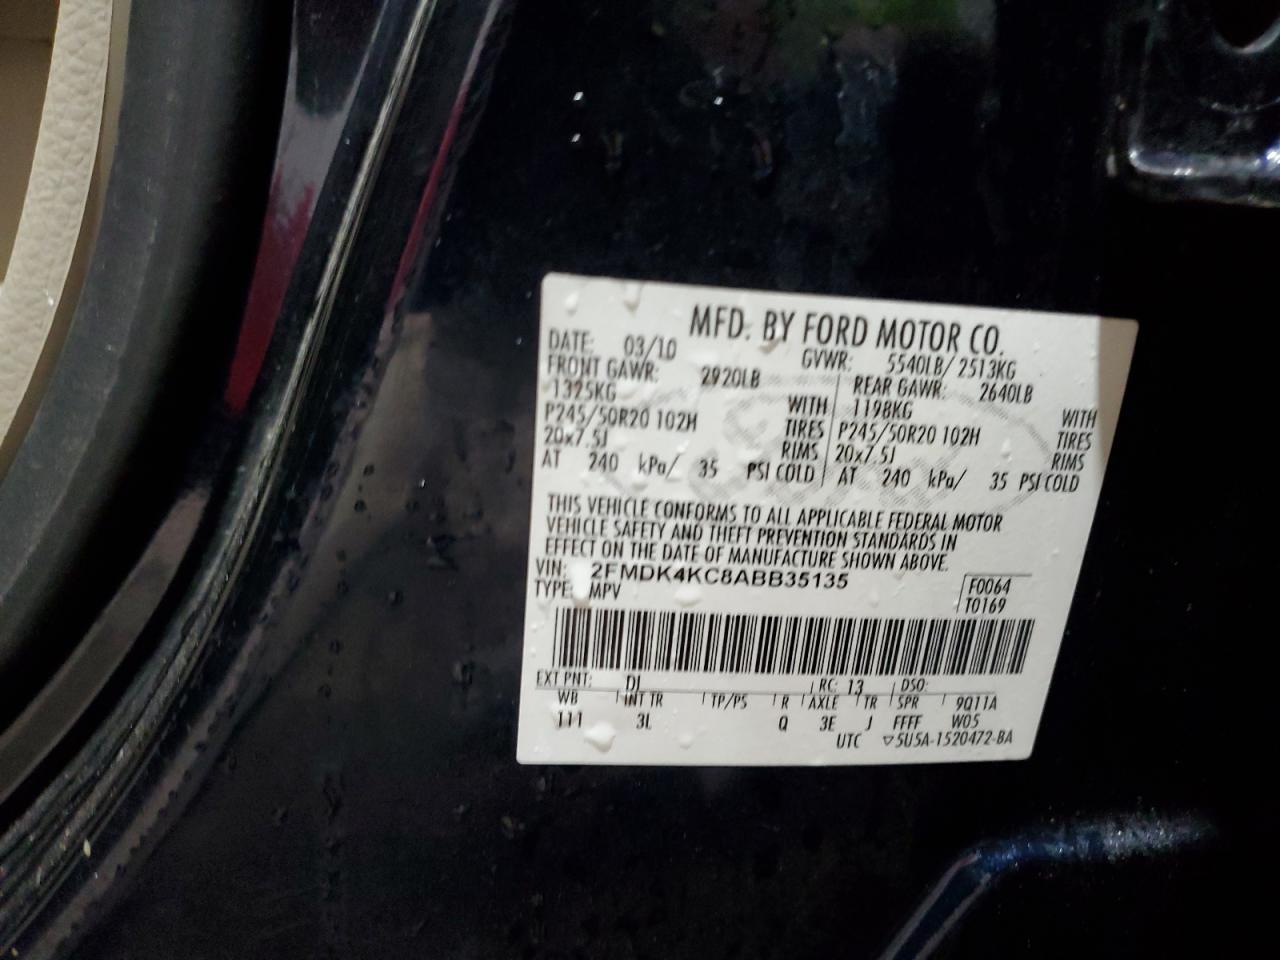 MFD. BY FORD MOTOR CO.
DATE: 03/10 GVWR: 5540LB/ 2513KG
FRONT GAWR: 2920LB REAR GAWR: 2640LB
1325KG WITH 1198KG WITH
P245/50R20 102H TIRES P245/50R20 102H TIRES
20x7.5J RIMS 20x7.5J RIMS
AT 240 kPa/ 35 PSI COLD AT 240 kPa/ 35 PSI COLD
THIS VEHICLE CONFORMS TO ALL APPLICABLE FEDERAL MOTOR
VEHICLE SAFETY AND THEFT PREVENTION STANDARDS IN
EFFECT ON THE DATE OF MANUFACTURE SHOWN ABOVE.
VIN: 2FMDK4KC8ABB35135 F0064
TYPE: MPV T0169
EXT PNT: DJ RC: 13 DSO:
WB INT TR TP/PS R AXLE TR SPR 9Q11A
111 3L Q 3E J FFFF W05
UTC ▽5U5A-1520472-BA